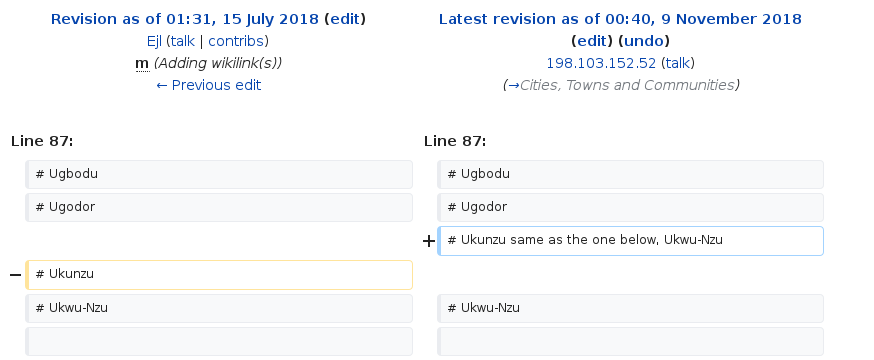 Revision as of 01:31, 15 July 2018 (edit)
Ejl (talk | contribs)
m (Adding wikilink(s))
← Previous edit
Latest revision as of 00:40, 9 November 2018
(edit) (undo)
198.103.152.52 (talk)
(→Cities, Towns and Communities)
Line 87:
Line 87:
# Ugbodu
# Ugbodu
# Ugodor
# Ugodor
+ # Ukunzu same as the one below, Ukwu-Nzu
− # Ukunzu
# Ukwu-Nzu
# Ukwu-Nzu